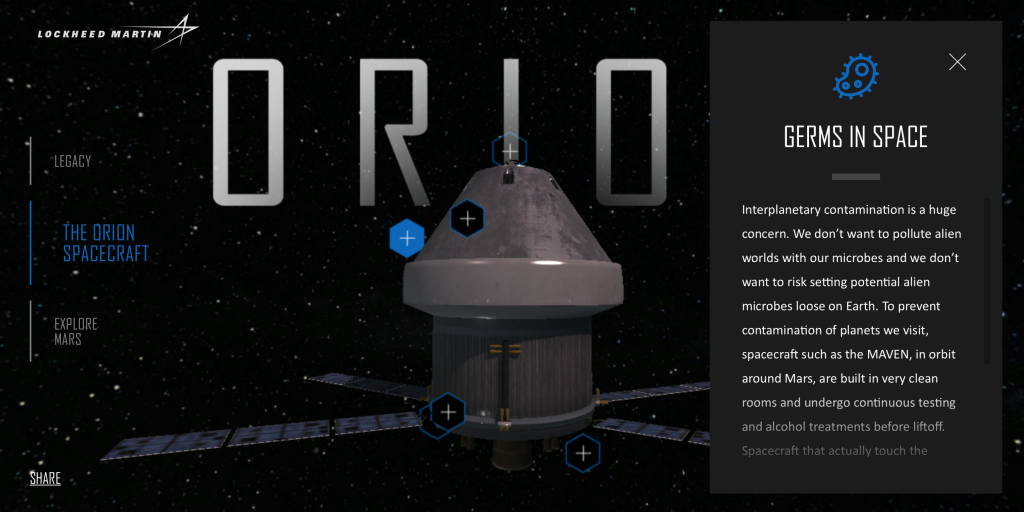 LOCKHEED MARTIN
ORIO
LEGACY
THE ORION
SPACECRAFT
EXPLORE
MARS
SHARE
GERMS IN SPACE
Interplanetary contamination is a huge
concern. We don’t want to pollute alien
worlds with our microbes and we don’t
want to risk setting potential alien
microbes loose on Earth. To prevent
contamination of planets we visit,
spacecraft such as the MAVEN, in orbit
around Mars, are built in very clean
rooms and undergo continuous testing
and alcohol treatments before liftoff.
Spacecraft that actually touch the